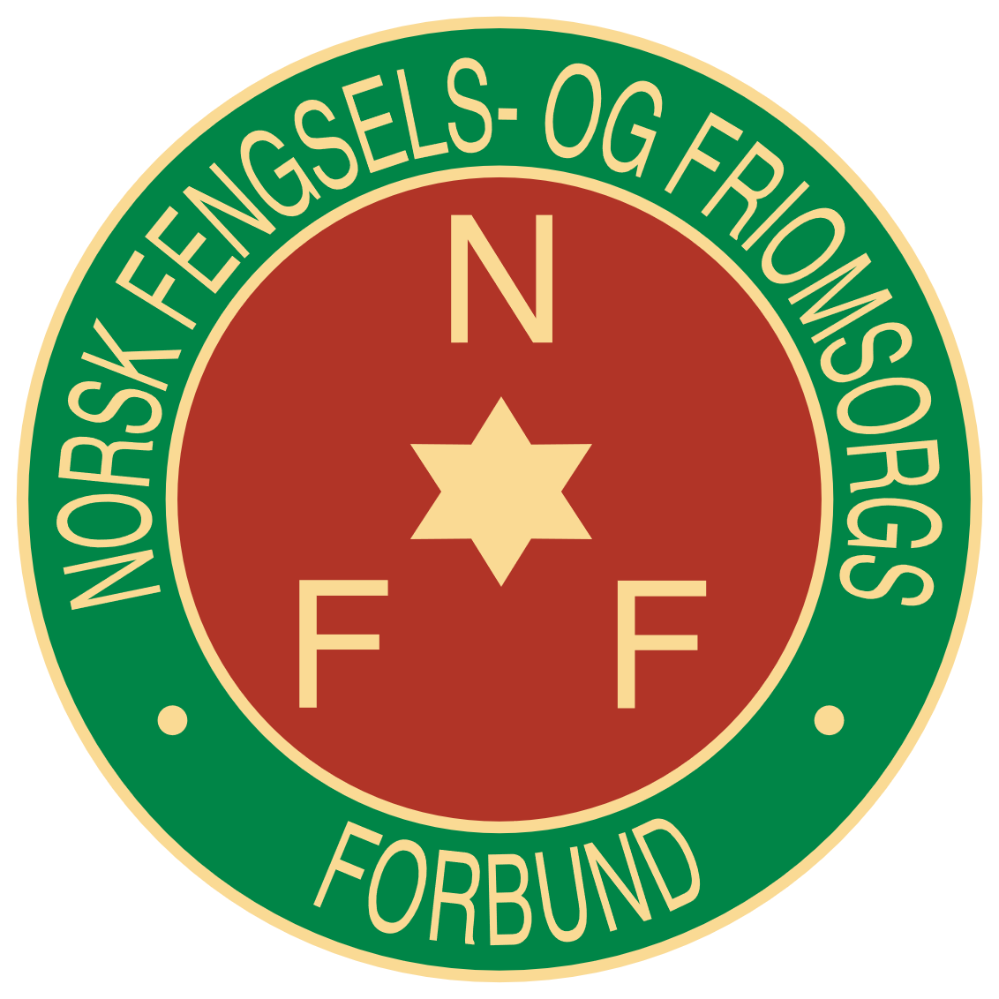 NORSK FENGSELS- OG FRIOMSORGS
FORBUND
N
F F